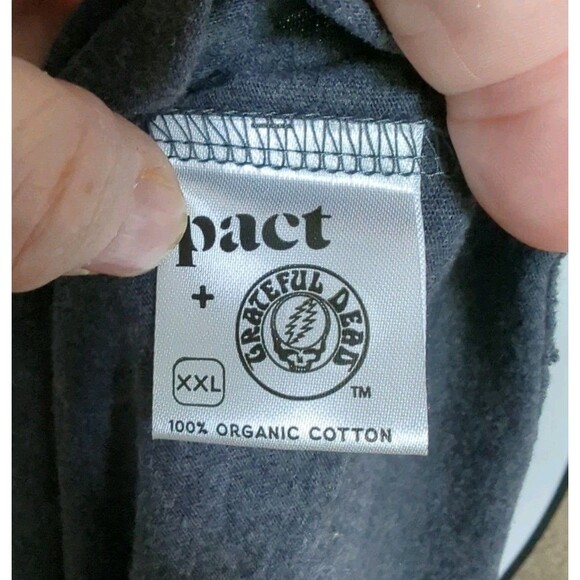 pact
+
GRATEFUL DEAD
TM
XXL
100% ORGANIC COTTON